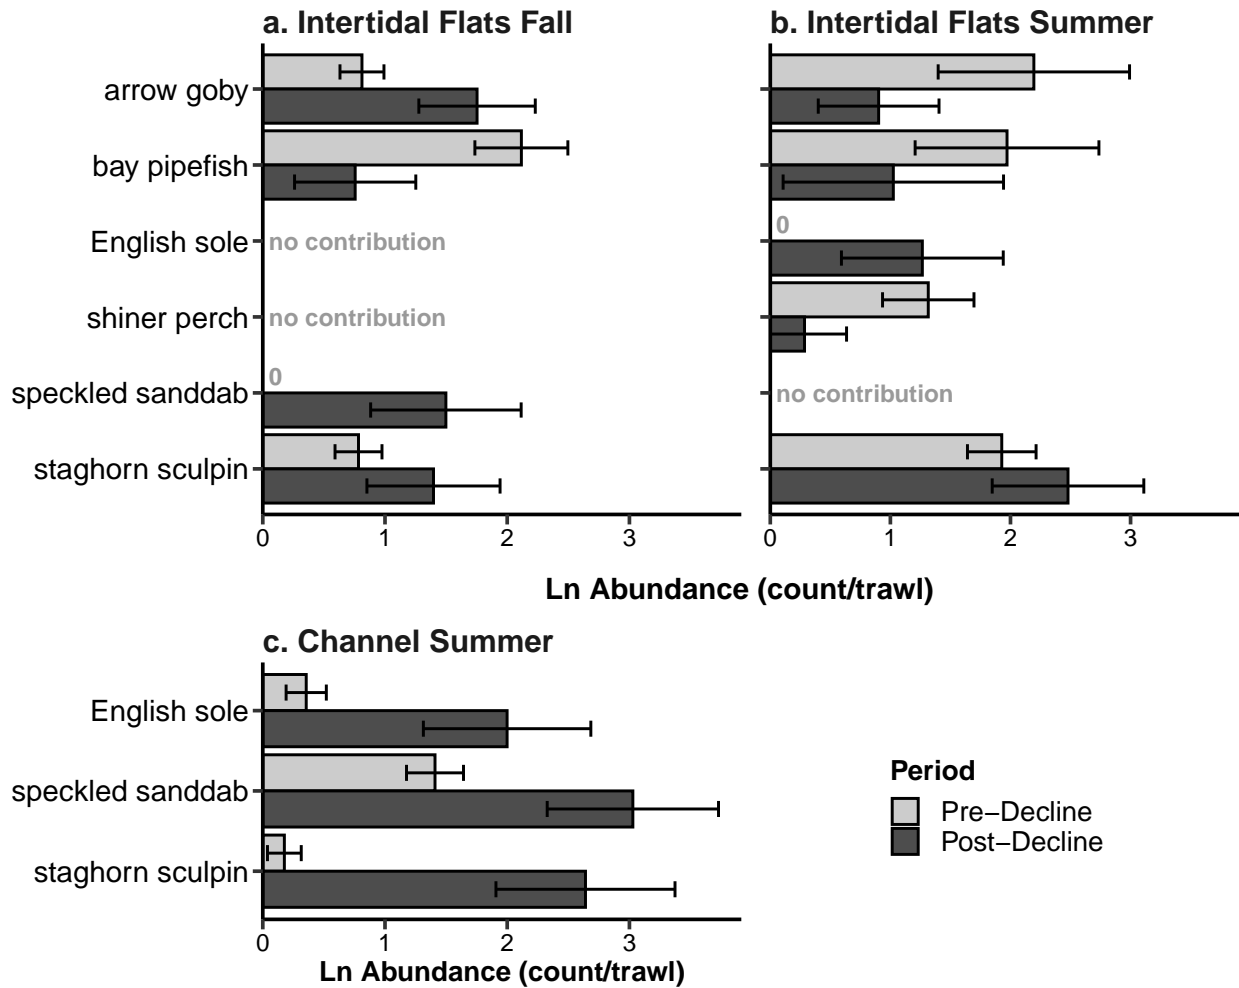 a. Intertidal Flats Fall
arrow goby
bay pipefish
English sole
no contribution
shiner perch
no contribution
speckled sanddab
0
staghorn sculpin
0 1 2 3
b. Intertidal Flats Summer
0
no contribution
0 1 2 3
Ln Abundance (count/trawl)
c. Channel Summer
English sole
speckled sanddab
staghorn sculpin
0 1 2 3
Ln Abundance (count/trawl)
Period
Pre−Decline
Post−Decline